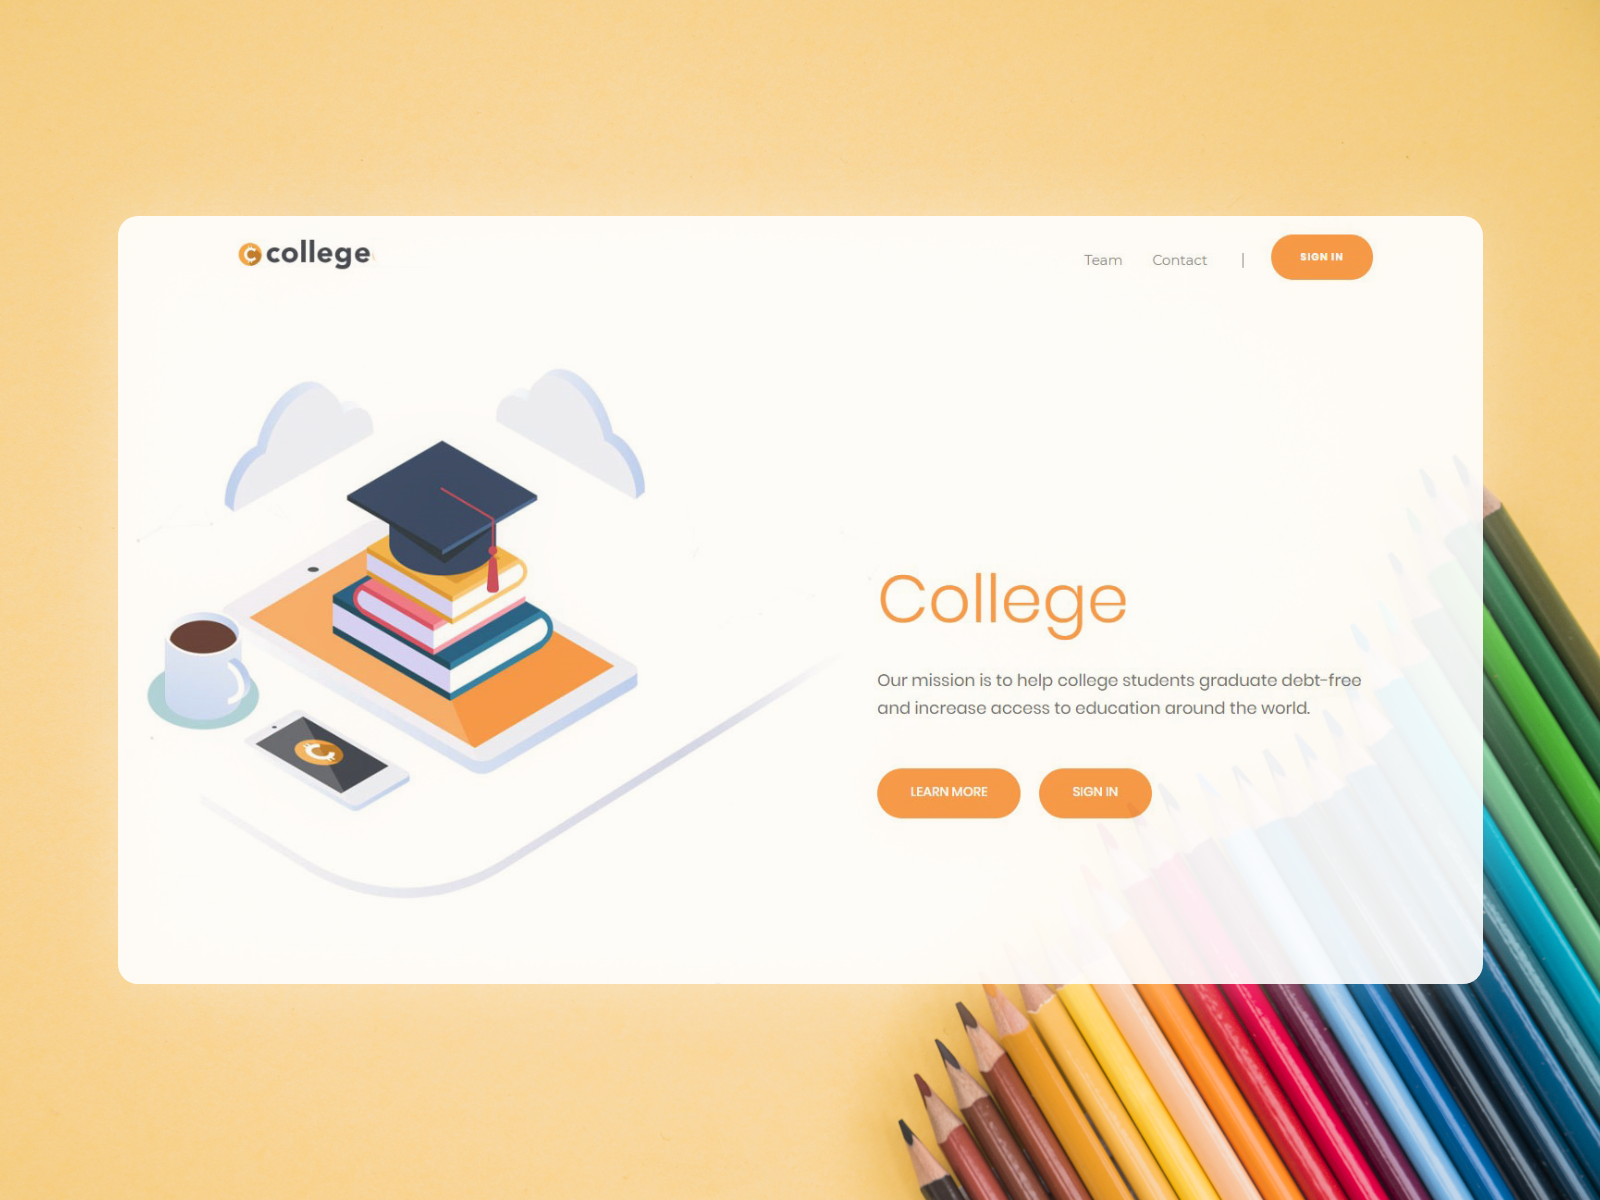 college
Team
Contact
|
SIGN IN
College
Our mission is to help college students graduate debt-free
and increase access to education around the world.
LEARN MORE
SIGN IN